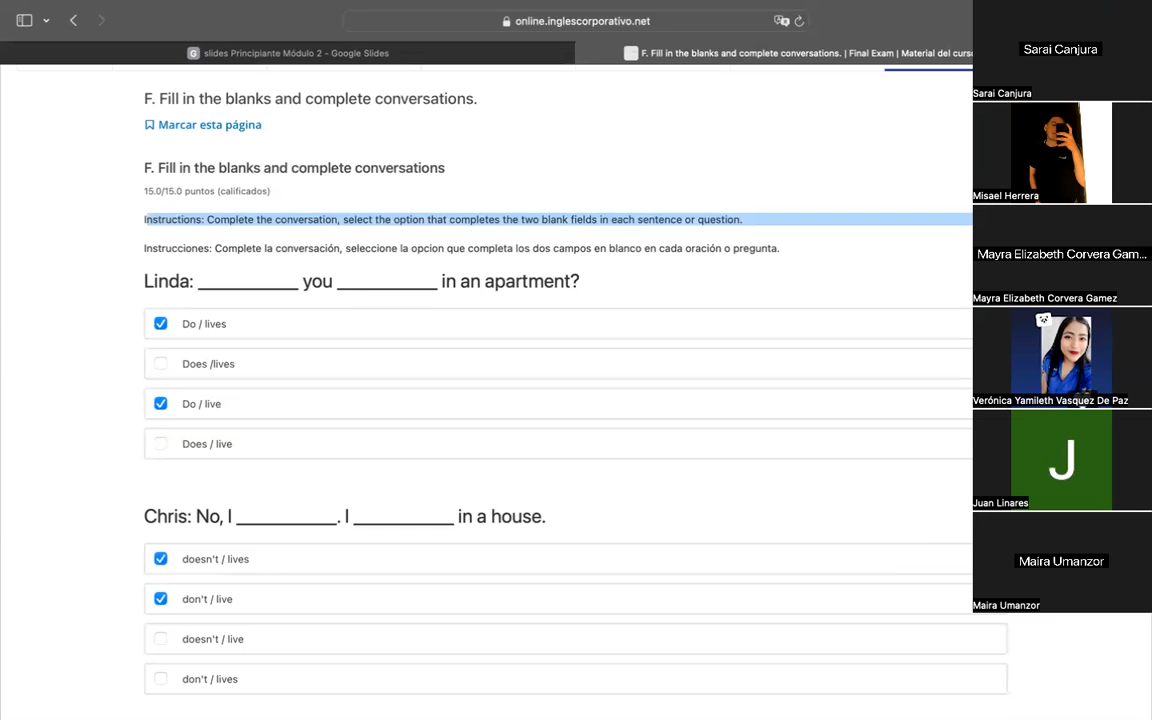 online.inglescorporativo.net
slides Principiante Módulo 2 - Google Slides
F. Fill in the blanks and complete conversations. | Final Exam | Material del curso
F. Fill in the blanks and complete conversations.
Marcar esta página
F. Fill in the blanks and complete conversations
15.0/15.0 puntos (calificados)
Instructions: Complete the conversation, select the option that completes the two blank fields in each sentence or question.
Instrucciones: Complete la conversación, seleccione la opcion que completa los dos campos en blanco en cada oración o pregunta.
Linda: __________ you __________ in an apartment?
Do / lives
Does /lives
Do / live
Does / live
Chris: No, I __________. I __________ in a house.
doesn't / lives
don't / live
doesn't / live
don't / lives
Sarai Canjura
Sarai Canjura
Misael Herrera
Mayra Elizabeth Corvera Gam...
Mayra Elizabeth Corvera Gamez
Verónica Yamileth Vasquez De Paz
J
Juan Linares
Maira Umanzor
Maira Umanzor